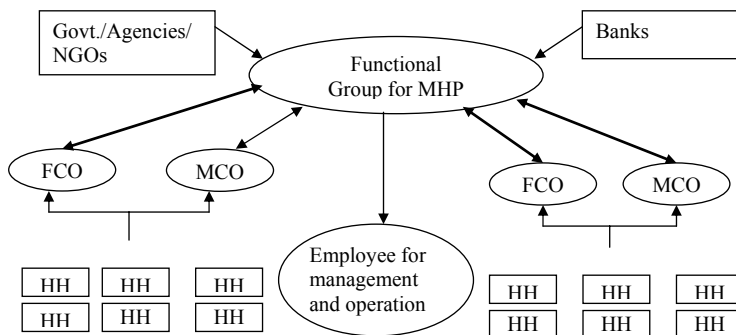 Govt./Agencies/
NGOs
Functional
Group for MHP
Banks
FCO
MCO
FCO
MCO
Employee for
management
and operation
HH HH HH HH HH HH
HH HH HH HH HH HH